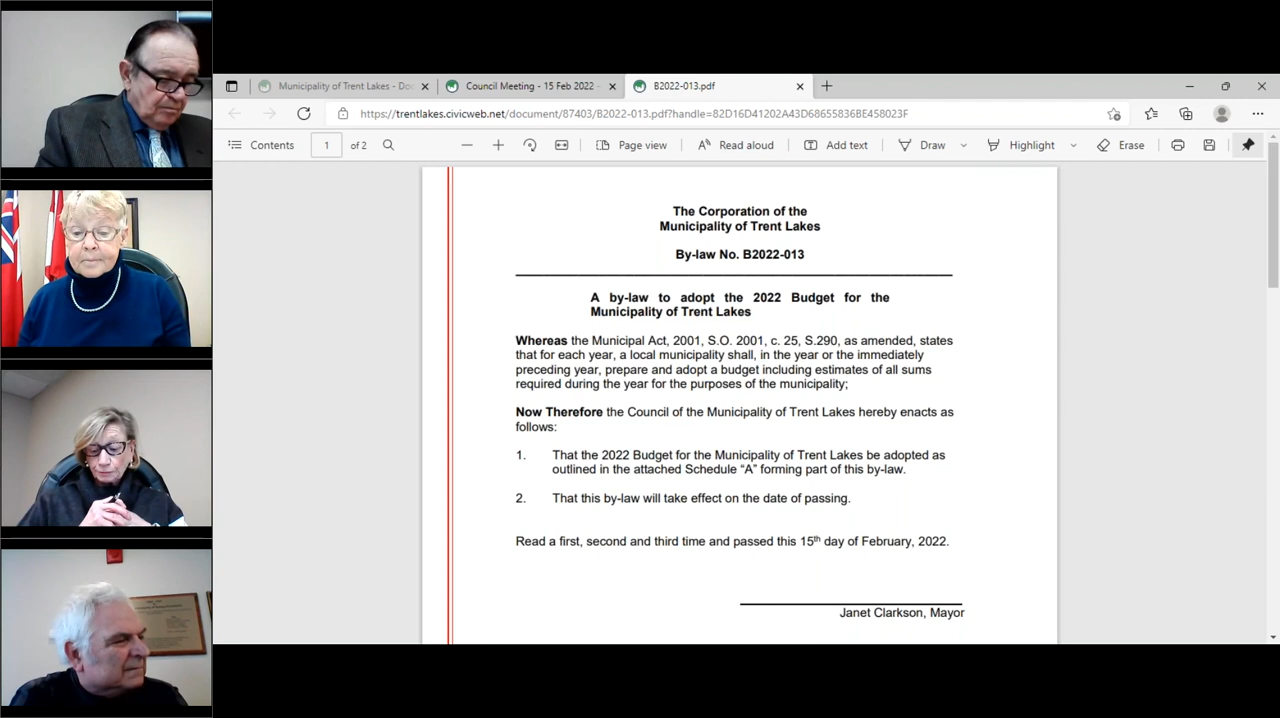 Municipality of Trent Lakes - Doc
Council Meeting - 15 Feb 2022 -
B2022-013.pdf
https://trentlakes.civicweb.net/document/87403/B2022-013.pdf?handle=82D16D41202A43D68655836BE458023F
Contents 1 of 2 Page view Read aloud Add text Draw Highlight Erase
The Corporation of the
Municipality of Trent Lakes
By-law No. B2022-013
A by-law to adopt the 2022 Budget for the
Municipality of Trent Lakes
Whereas the Municipal Act, 2001, S.O. 2001, c. 25, S.290, as amended, states
that for each year, a local municipality shall, in the year or the immediately
preceding year, prepare and adopt a budget including estimates of all sums
required during the year for the purposes of the municipality;
Now Therefore the Council of the Municipality of Trent Lakes hereby enacts as
follows:
1. That the 2022 Budget for the Municipality of Trent Lakes be adopted as
outlined in the attached Schedule “A” forming part of this by-law.
2. That this by-law will take effect on the date of passing.
Read a first, second and third time and passed this 15th day of February, 2022.
Janet Clarkson, Mayor